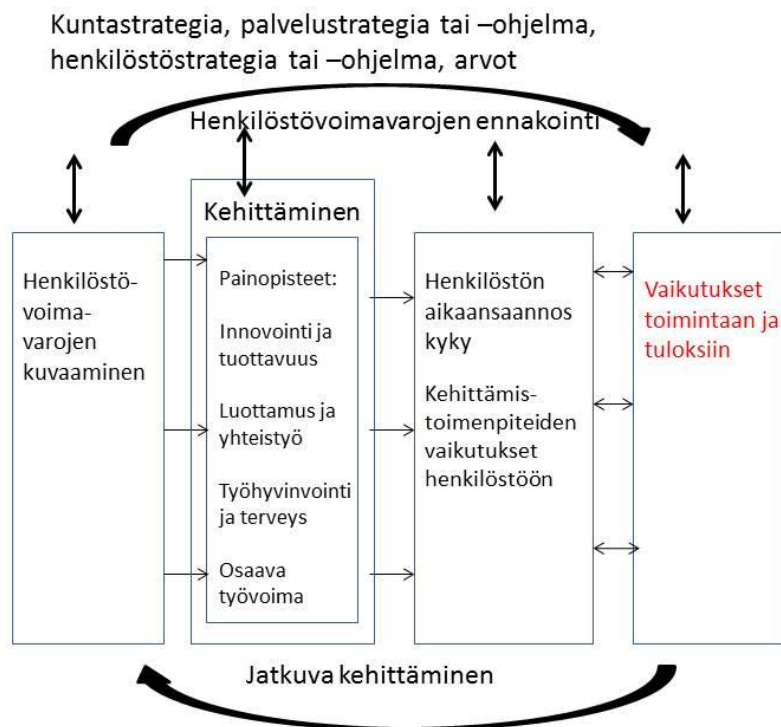 Kuntastrategia, palvelustrategia tai –ohjelma,
henkilöstöstrategia tai –ohjelma, arvot
Henkilöstövoimavarojen ennakointi
Henkilöstö-
voima-
varojen
kuvaaminen
Kehittäminen
Painopisteet:
Innovointi ja
tuottavuus
Luottamus ja
yhteistyö
Työhyvinvointi
ja terveys
Osaava
työvoima
Henkilöstön
aikaansaannos
kyky
Kehittämis-
toimenpiteiden
vaikutukset
henkilöstöön
Vaikutukset
toimintaan ja
tuloksiin
Jatkuva kehittäminen